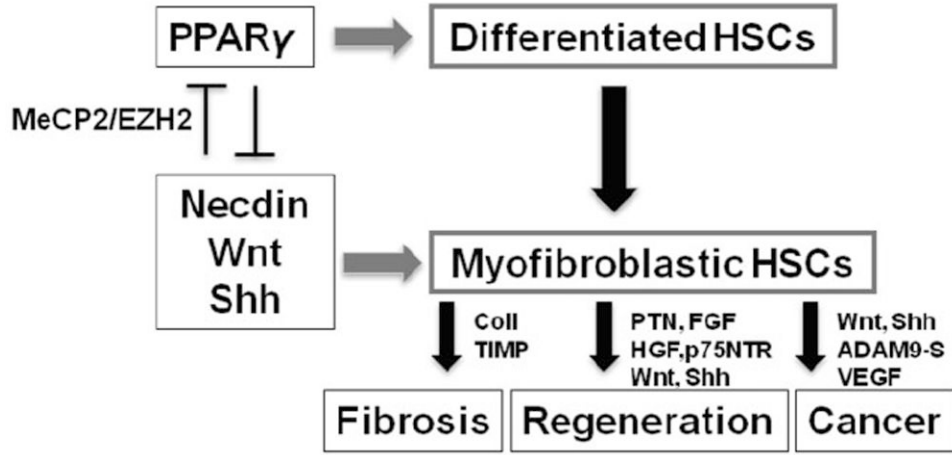 PPARγ
Differentiated HSCs
MeCP2/EZH2
Necdin
Wnt
Shh
Myofibroblastic HSCs
Coll
TIMP
PTN, FGF
HGF,p75NTR
Wnt, Shh
Wnt, Shh
ADAM9-S
VEGF
Fibrosis
Regeneration
Cancer